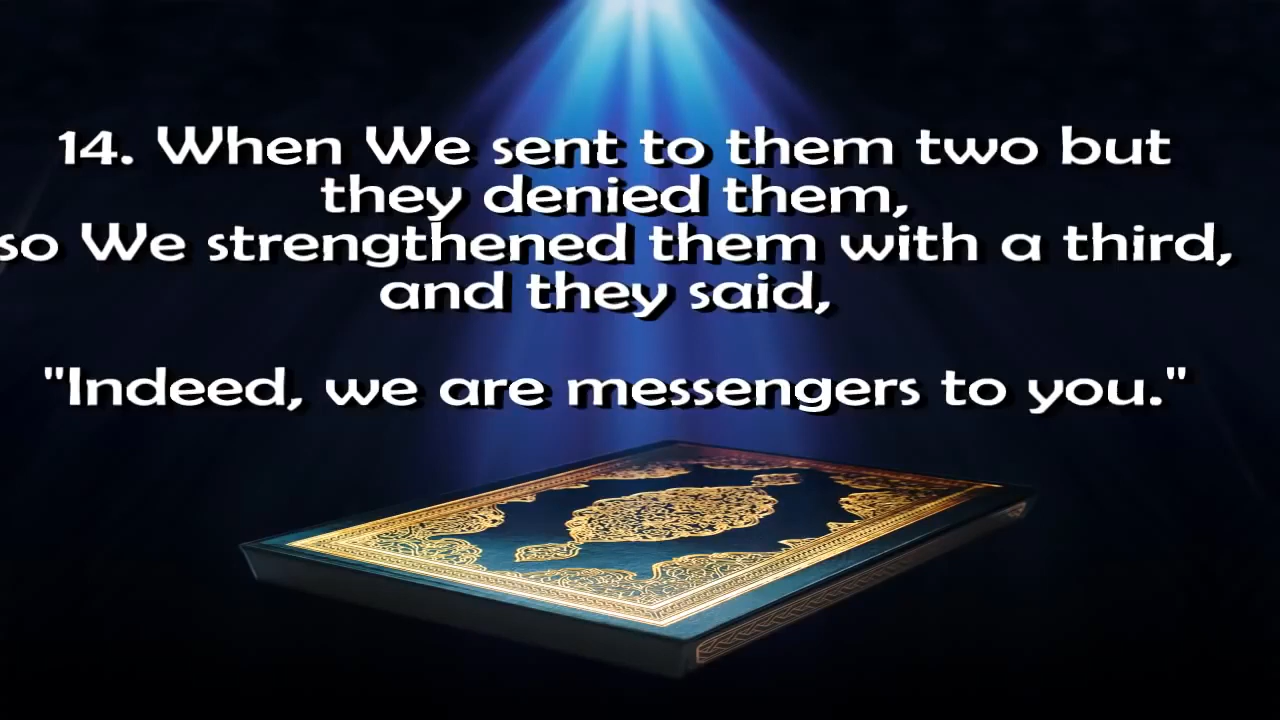 14. When We sent to them two but
they denied them,
so We strengthened them with a third,
and they said,
"Indeed, we are messengers to you."